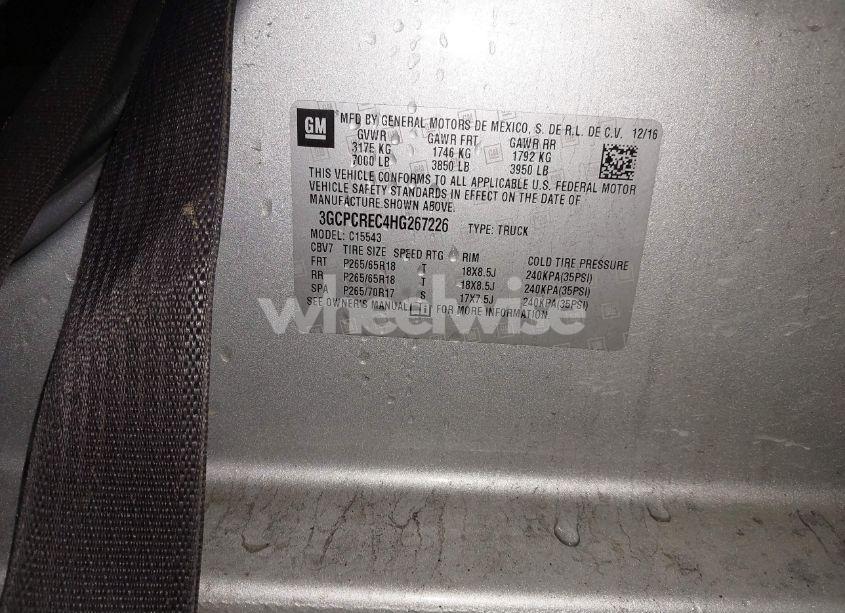 GM
MFD BY GENERAL MOTORS DE MEXICO, S. DE R.L. DE C.V. 12/16
GVWR GAWR FRT GAWR RR
3175 KG 1746 KG 1792 KG
7000 LB 3850 LB 3950 LB
THIS VEHICLE CONFORMS TO ALL APPLICABLE U.S. FEDERAL MOTOR
VEHICLE SAFETY STANDARDS IN EFFECT ON THE DATE OF
MANUFACTURE SHOWN ABOVE.
3GCPCREC4HG267226 TYPE: TRUCK
MODEL: C15543
CBV7 TIRE SIZE SPEED RTG RIM COLD TIRE PRESSURE
FRT P265/65R18 T 18X8.5J 240KPA(35PSI)
RR P265/65R18 T 18X8.5J 240KPA(35PSI)
SPA P265/70R17 S 17X7.5J 240KPA(35PSI)
SEE OWNER'S MANUAL FOR MORE INFORMATION.
wheelwise